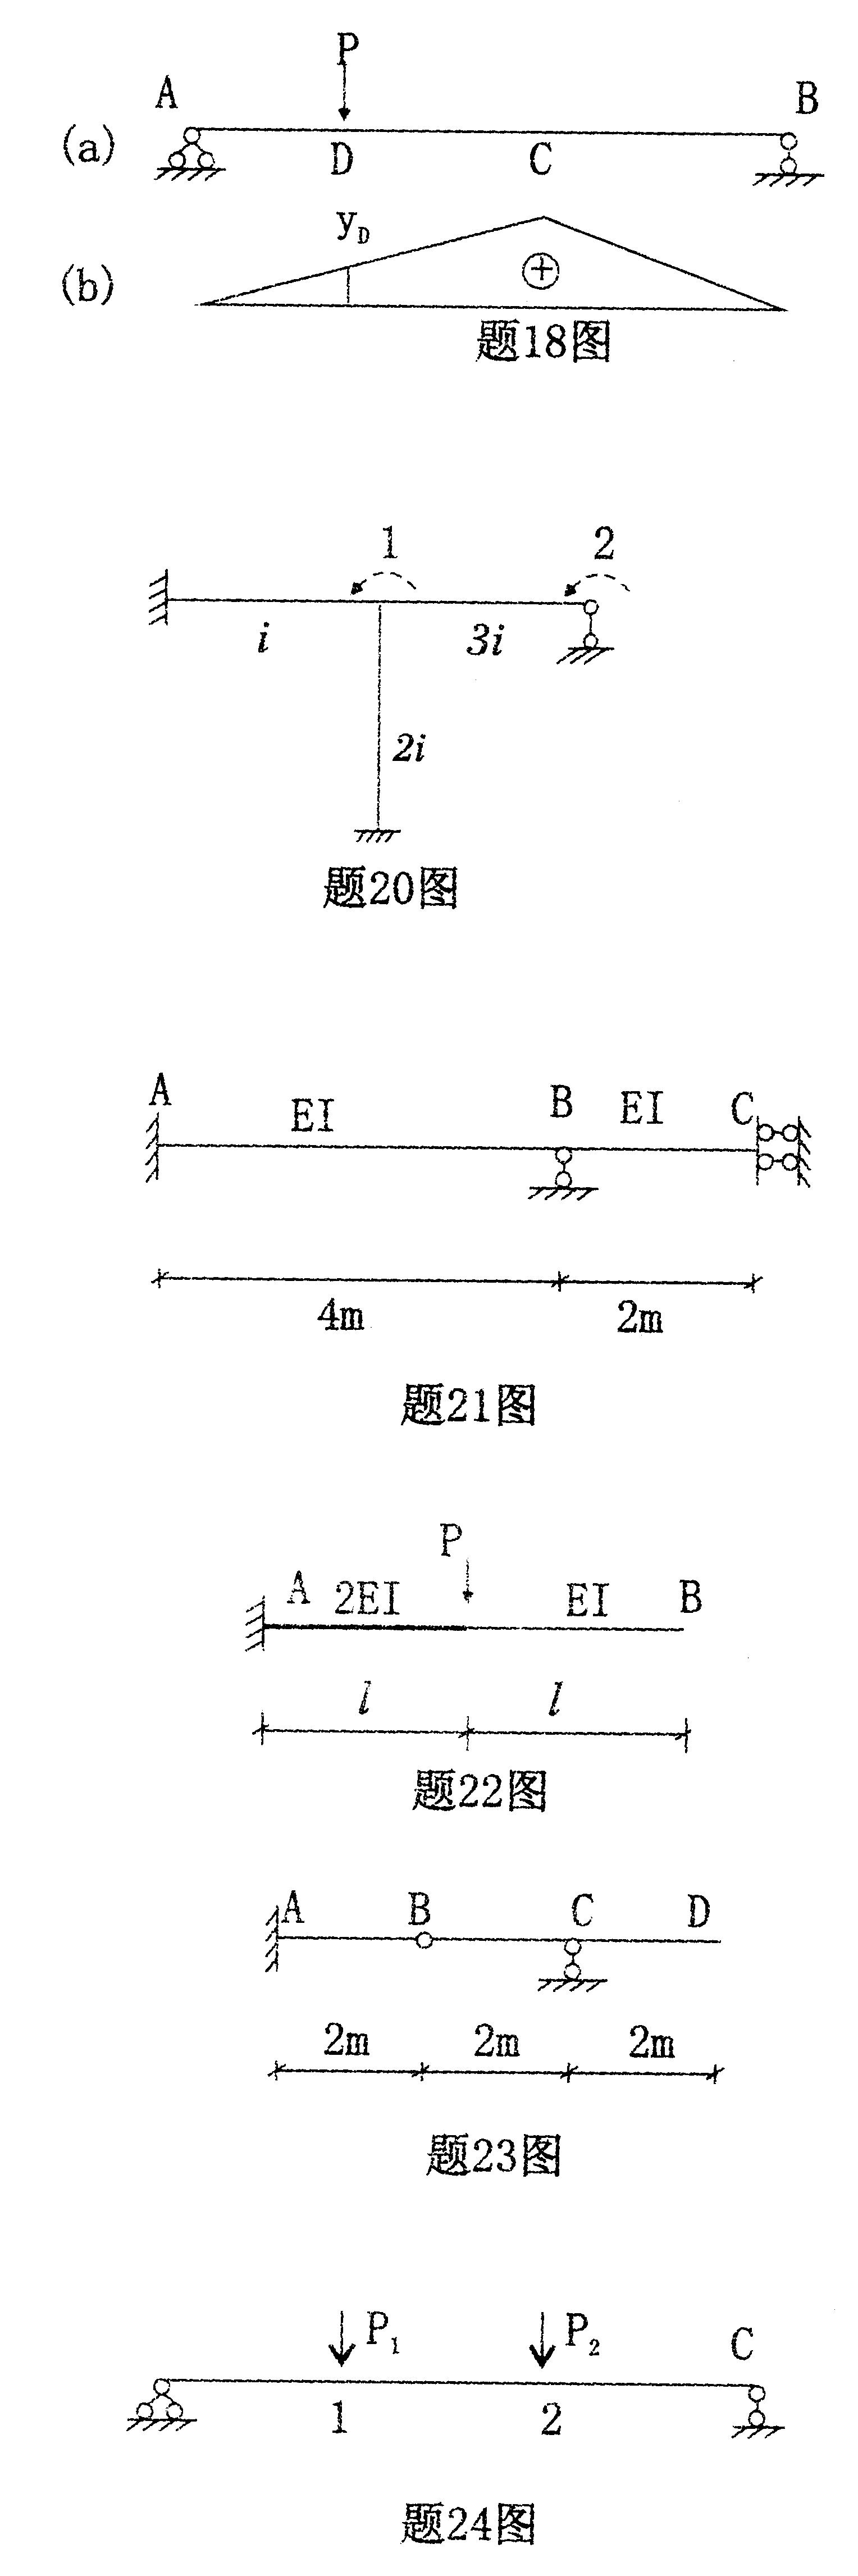 P
A B
(a)
D C
y_D
(b) ⊕
题18图
1 2
i 3i
2i
题20图
A EI B EI C
4m 2m
题21图
P
A 2EI EI B
l l
题22图
A B C D
2m 2m 2m
题23图
P₁ P₂ C
1 2
题24图